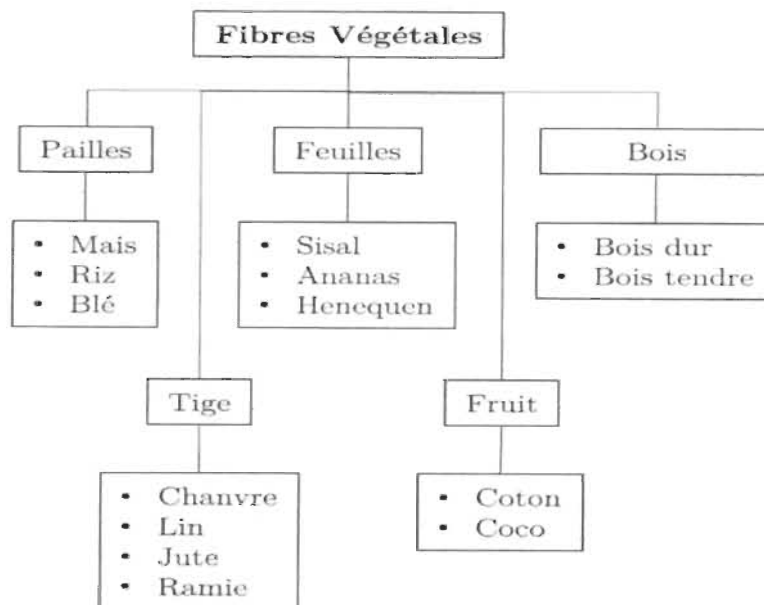 Fibres Végétales
Pailles
Feuilles
Bois
• Mais
• Riz
• Blé
• Sisal
• Ananas
• Henequen
• Bois dur
• Bois tendre
Tige
Fruit
• Chanvre
• Lin
• Jute
• Ramie
• Coton
• Coco